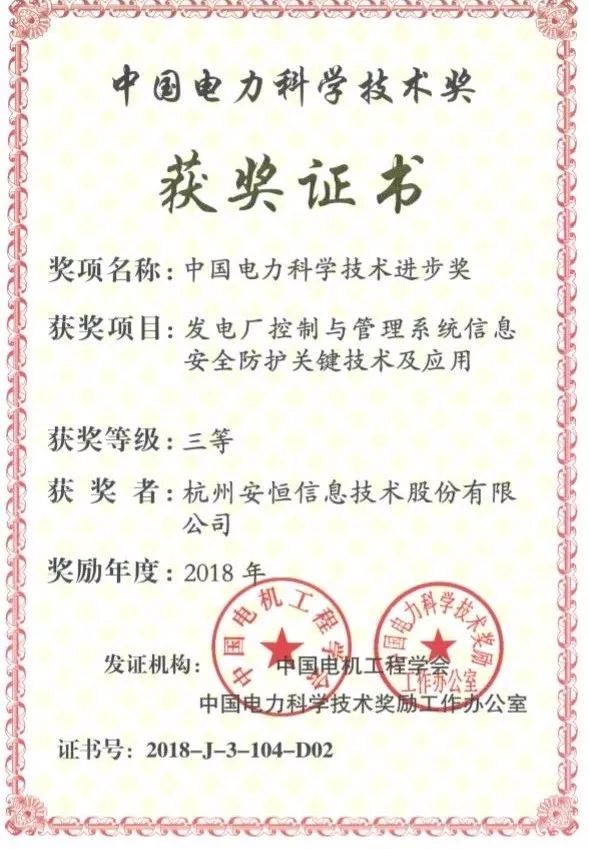 中国电力科学技术奖
获奖证书
奖项名称：中国电力科学技术进步奖
获奖项目：发电厂控制与管理系统信息
安全防护关键技术及应用
获奖等级：三等
获奖者：杭州安恒信息技术股份有限
公司
奖励年度：2018年
中国电机工程学会
中国电力科学技术奖励
工作办公室
发证机构：中国电机工程学会
中国电力科学技术奖励工作办公室
证书号：2018-J-3-104-D02